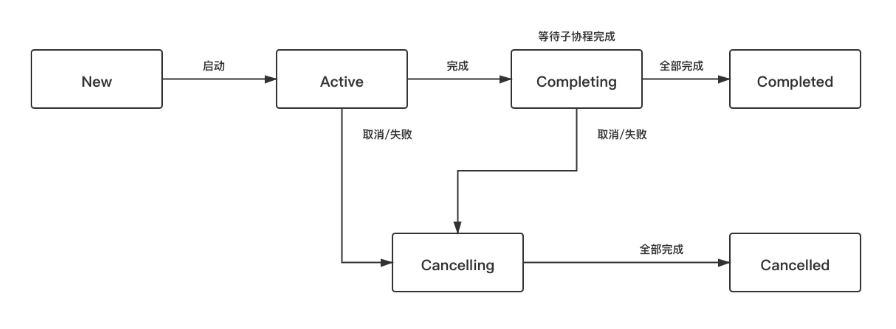 等待子协程完成
New
启动
Active
完成
Completing
全部完成
Completed
取消/失败
取消/失败
Cancelling
全部完成
Cancelled